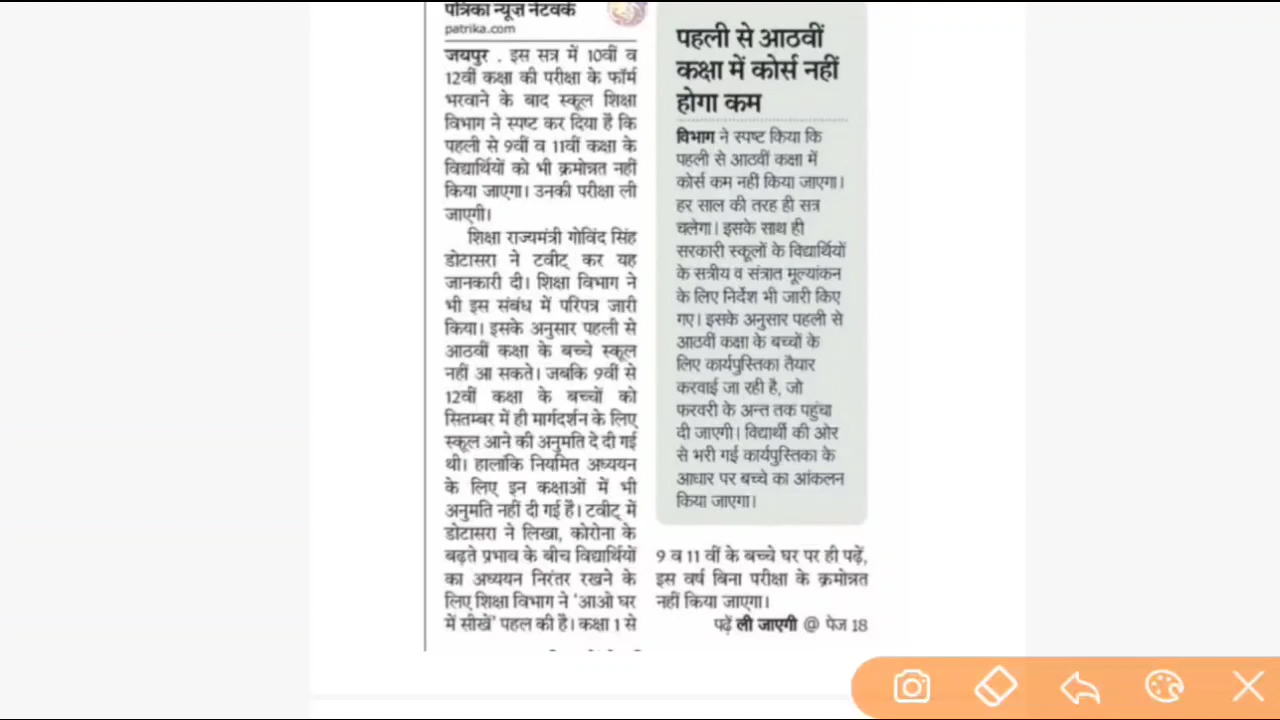 पत्रिका न्यूज़ नेटवर्क
patrika.com
जयपुर . इस सत्र में 10वीं व
12वीं कक्षा की परीक्षा के फॉर्म
भरवाने के बाद स्कूल शिक्षा
विभाग ने स्पष्ट कर दिया है कि
पहली से 9वीं व 11वीं कक्षा के
विद्यार्थियों को भी क्रमोन्नत नहीं
किया जाएगा। उनकी परीक्षा ली
जाएगी।
शिक्षा राज्यमंत्री गोविंद सिंह
डोटासरा ने टवीट् कर यह
जानकारी दी। शिक्षा विभाग ने
भी इस संबंध में परिपत्र जारी
किया। इसके अनुसार पहली से
आठवीं कक्षा के बच्चे स्कूल
नहीं आ सकते। जबकि 9वीं से
12वीं कक्षा के बच्चों को
सितम्बर में ही मार्गदर्शन के लिए
स्कूल आने की अनुमति दे दी गई
थी। हालांकि नियमित अध्ययन
के लिए इन कक्षाओं में भी
अनुमति नहीं दी गई है। टवीट् में
डोटासरा ने लिखा, कोरोना के
बढ़ते प्रभाव के बीच विद्यार्थियों
का अध्ययन निरंतर रखने के
लिए शिक्षा विभाग ने 'आओ घर
में सीखें' पहल की है। कक्षा 1 से
पहली से आठवीं
कक्षा में कोर्स नहीं
होगा कम
विभाग ने स्पष्ट किया कि
पहली से आठवीं कक्षा में
कोर्स कम नहीं किया जाएगा।
हर साल की तरह ही सत्र
चलेगा। इसके साथ ही
सरकारी स्कूलों के विद्यार्थियों
के सत्रीय व संत्रात मूल्यांकन
के लिए निर्देश भी जारी किए
गए। इसके अनुसार पहली से
आठवीं कक्षा के बच्चों के
लिए कार्यपुस्तिका तैयार
करवाई जा रही है, जो
फरवरी के अन्त तक पहुंचा
दी जाएगी। विद्यार्थी की ओर
से भरी गई कार्यपुस्तिका के
आधार पर बच्चे का आंकलन
किया जाएगा।
9 व 11 वीं के बच्चे घर पर ही पढ़ें,
इस वर्ष बिना परीक्षा के क्रमोन्नत
नहीं किया जाएगा।
पढ़ें ली जाएगी @ पेज 18